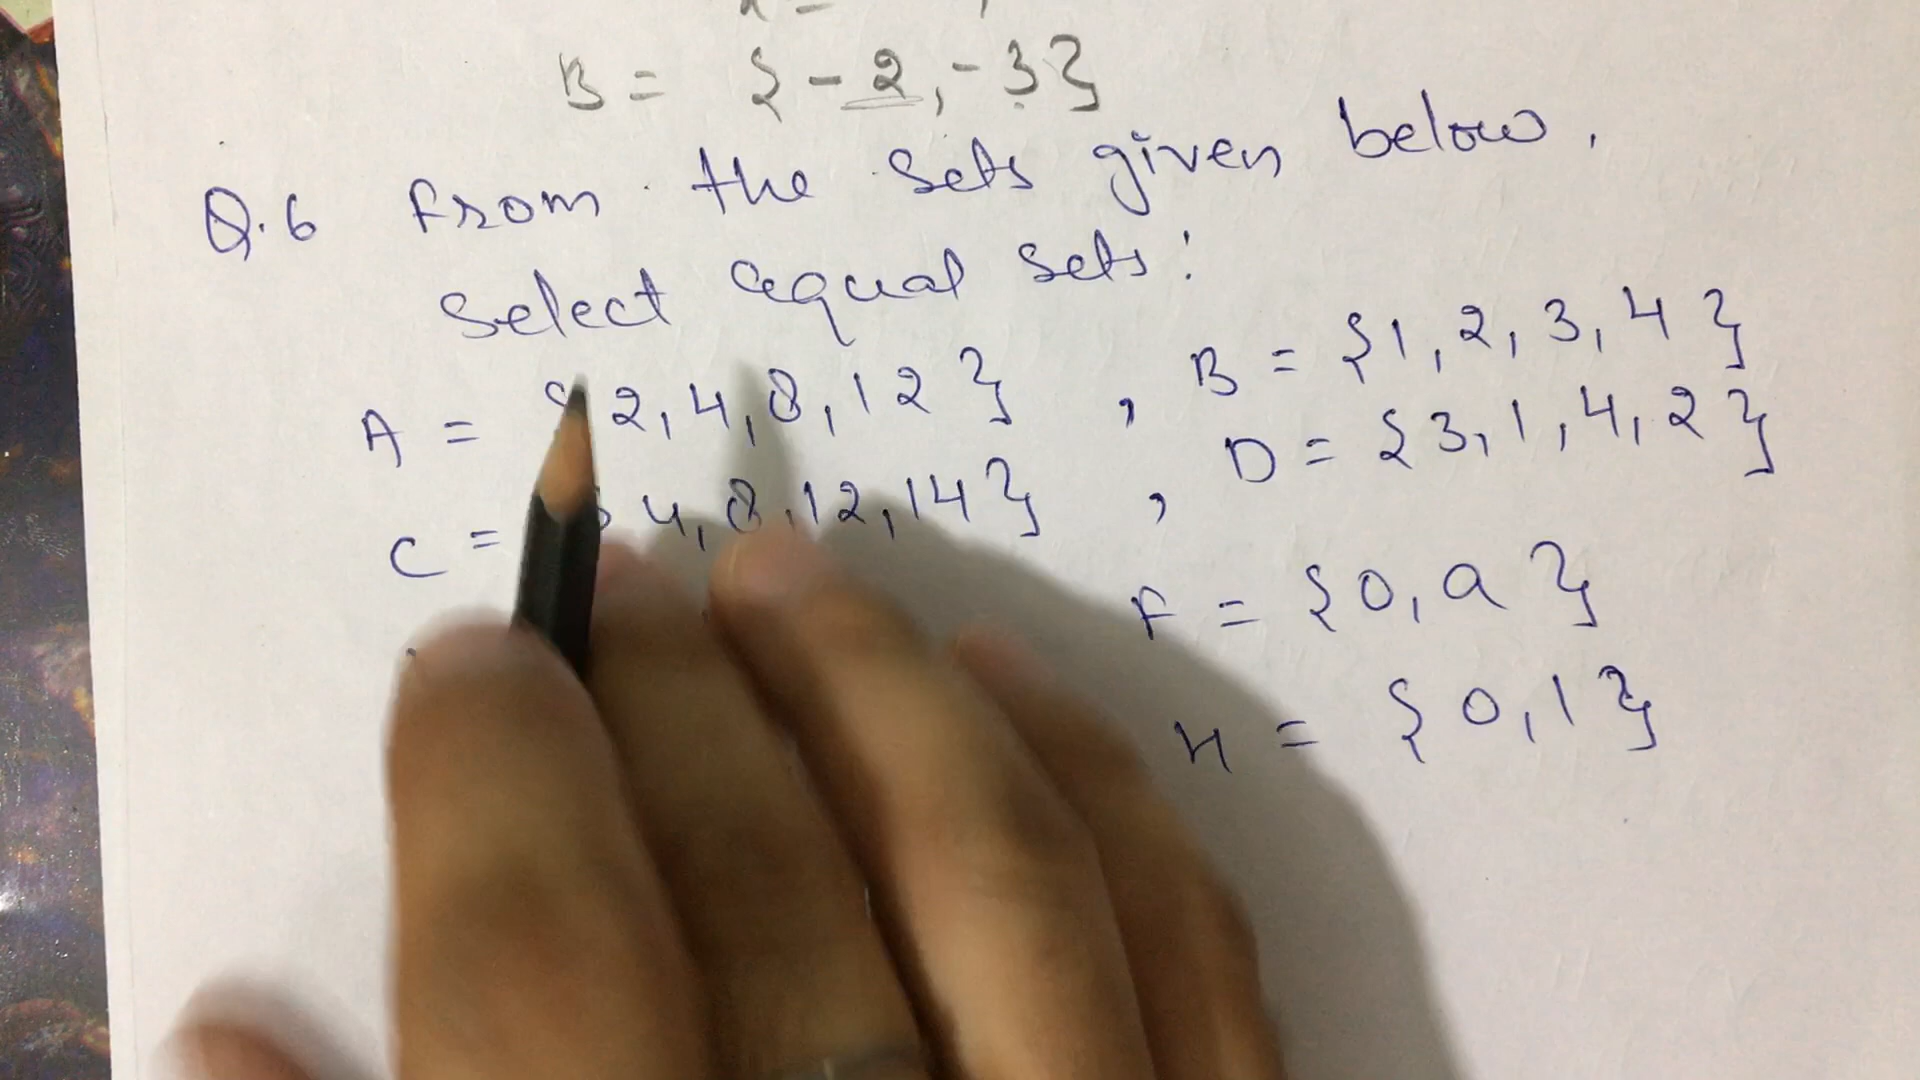 B = {-2, -3}
Q.6 From the sets given below.
Select equal sets:
A = { 2, 4, 8, 12 } , B = {1, 2, 3, 4 }
C = { 4, 8, 12, 14 } , D = {3, 1, 4, 2 }
F = {0, a }
H = { 0, 1 }